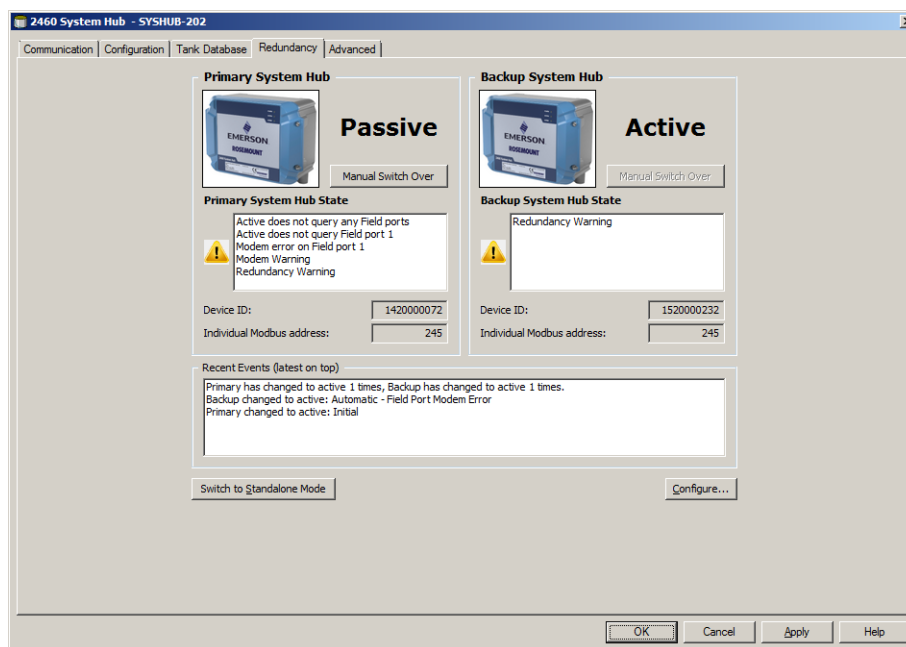 2460 System Hub - SYSHUB-202
Communication Configuration Tank Database Redundancy Advanced
Primary System Hub
EMERSON
ROSEMOUNT
Passive
Manual Switch Over
Primary System Hub State
Active does not query any Field ports
Active does not query Field port 1
Modem error on Field port 1
Modem Warning
Redundancy Warning
Device ID: 1420000072
Individual Modbus address: 245
Backup System Hub
EMERSON
ROSEMOUNT
Active
Manual Switch Over
Backup System Hub State
Redundancy Warning
Device ID: 1520000232
Individual Modbus address: 245
Recent Events (latest on top)
Primary has changed to active 1 times, Backup has changed to active 1 times.
Backup changed to active: Automatic - Field Port Modem Error
Primary changed to active: Initial
Switch to Standalone Mode Configure...
OK Cancel Apply Help